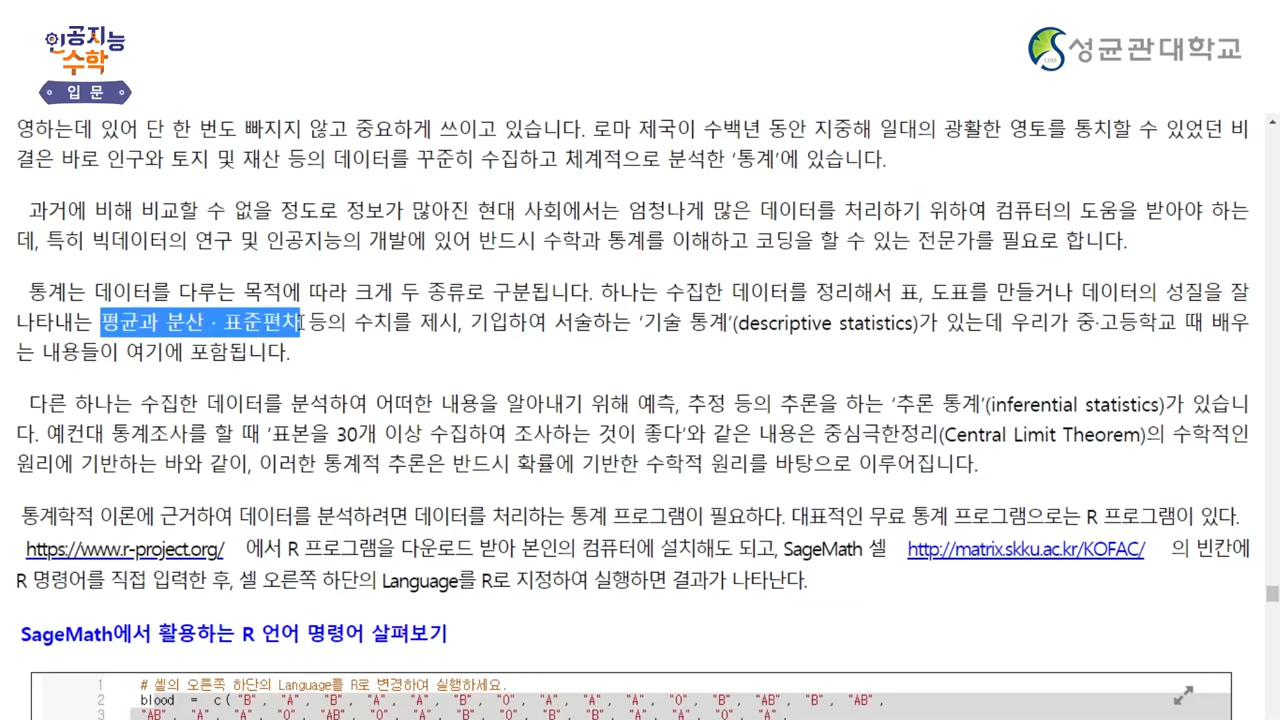 인공지능
수학
입 문
성균관대학교
1398
영하는데 있어 단 한 번도 빠지지 않고 중요하게 쓰이고 있습니다. 로마 제국이 수백년 동안 지중해 일대의 광활한 영토를 통치할 수 있었던 비
결은 바로 인구와 토지 및 재산 등의 데이터를 꾸준히 수집하고 체계적으로 분석한 ‘통계’에 있습니다.
과거에 비해 비교할 수 없을 정도로 정보가 많아진 현대 사회에서는 엄청나게 많은 데이터를 처리하기 위하여 컴퓨터의 도움을 받아야 하는
데, 특히 빅데이터의 연구 및 인공지능의 개발에 있어 반드시 수학과 통계를 이해하고 코딩을 할 수 있는 전문가를 필요로 합니다.
통계는 데이터를 다루는 목적에 따라 크게 두 종류로 구분됩니다. 하나는 수집한 데이터를 정리해서 표, 도표를 만들거나 데이터의 성질을 잘
나타내는 평균과 분산 · 표준편차 등의 수치를 제시, 기입하여 서술하는 ‘기술 통계’(descriptive statistics)가 있는데 우리가 중·고등학교 때 배우
는 내용들이 여기에 포함됩니다.
다른 하나는 수집한 데이터를 분석하여 어떠한 내용을 알아내기 위해 예측, 추정 등의 추론을 하는 ‘추론 통계’(inferential statistics)가 있습니
다. 예컨대 통계조사를 할 때 ‘표본을 30개 이상 수집하여 조사하는 것이 좋다’와 같은 내용은 중심극한정리(Central Limit Theorem)의 수학적인
원리에 기반하는 바와 같이, 이러한 통계적 추론은 반드시 확률에 기반한 수학적 원리를 바탕으로 이루어집니다.
통계학적 이론에 근거하여 데이터를 분석하려면 데이터를 처리하는 통계 프로그램이 필요하다. 대표적인 무료 통계 프로그램으로는 R 프로그램이 있다.
https://www.r-project.org/ 에서 R 프로그램을 다운로드 받아 본인의 컴퓨터에 설치해도 되고, SageMath 셀 http://matrix.skku.ac.kr/KOFAC/ 의 빈칸에
R 명령어를 직접 입력한 후, 셀 오른쪽 하단의 Language를 R로 지정하여 실행하면 결과가 나타난다.
SageMath에서 활용하는 R 언어 명령어 살펴보기
1 # 셀의 오른쪽 하단의 Language를 R로 변경하여 실행하세요.
2 blood = c( "B", "A", "B", "A", "A", "B", "O", "A", "A", "A", "O", "B", "AB", "B", "AB",
3 "AB", "A", "A", "O", "AB", "O", "A", "B", "O", "B", "B", "A", "A", "O", "A",